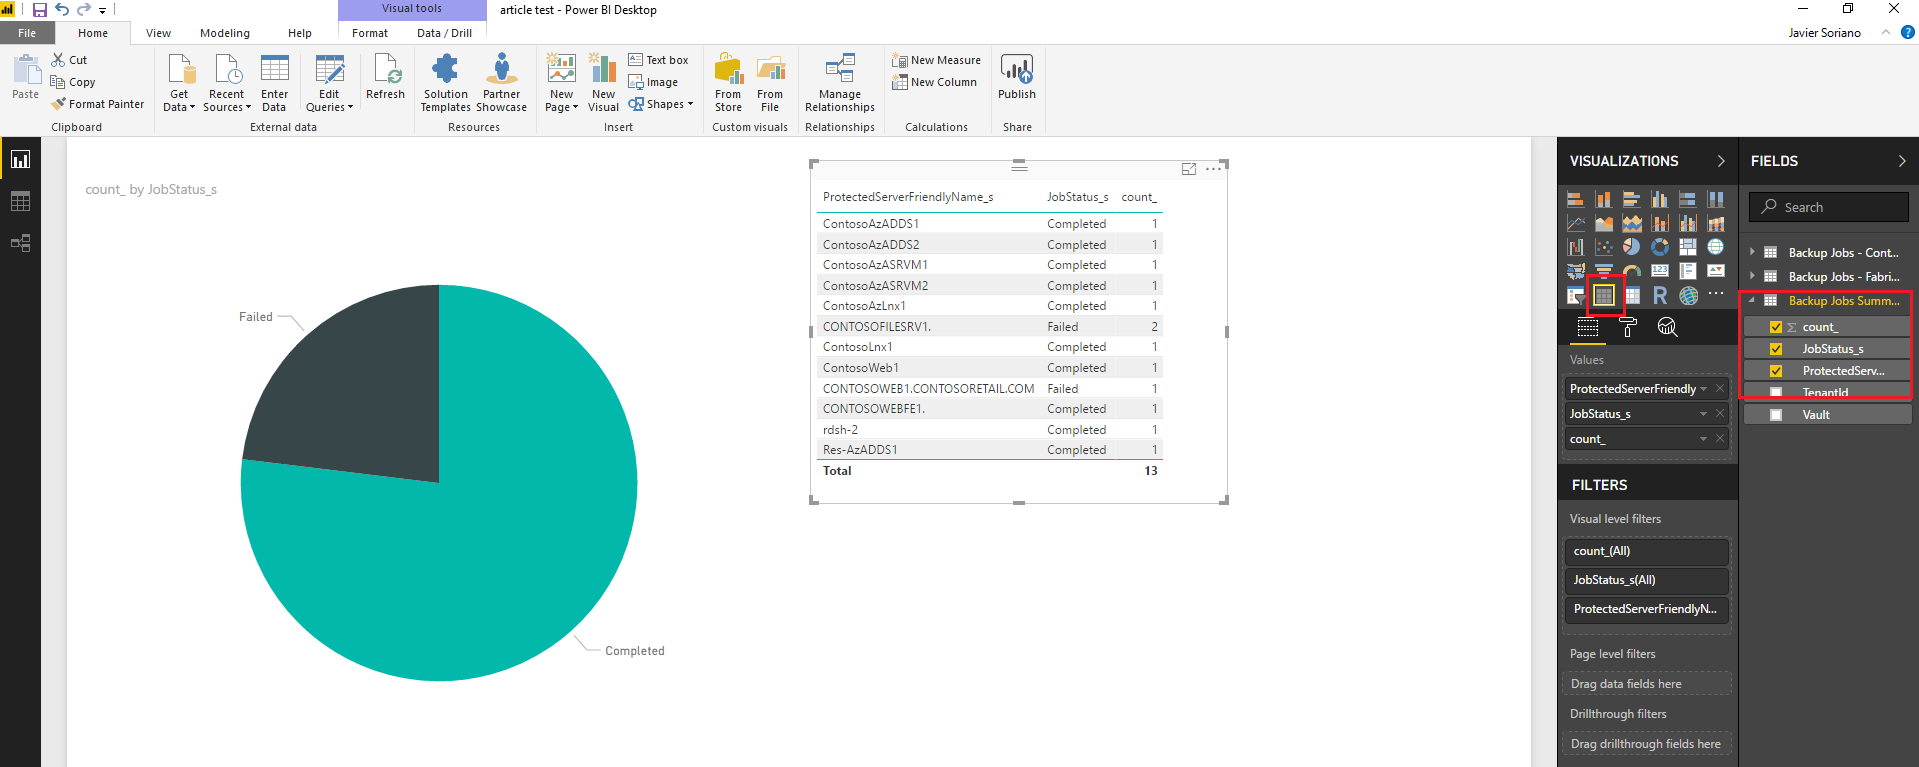 Visual tools
article test - Power BI Desktop
File
Home
View
Modeling
Help
Format
Data / Drill
Javier Soriano
?
Paste
Cut
Copy
Format Painter
Clipboard
Get Data
Recent Sources
Enter Data
Edit Queries
Refresh
External data
Solution Templates
Partner Showcase
Resources
New Page
New Visual
Text box
Image
Shapes
Insert
From Store
From File
Custom visuals
Manage Relationships
Relationships
New Measure
New Column
Calculations
Publish
Share
count_ by JobStatus_s
Failed
Completed
ProtectedServerFriendlyName_s JobStatus_s count_
ContosoAzADDS1 Completed 1
ContosoAzADDS2 Completed 1
ContosoAzASRVM1 Completed 1
ContosoAzASRVM2 Completed 1
ContosoAzLnx1 Completed 1
CONTOSOFILESRV1. Failed 2
ContosoLnx1 Completed 1
ContosoWeb1 Completed 1
CONTOSOWEB1.CONTOSORETAIL.COM Failed 1
CONTOSOWEBFE1. Completed 1
rdsh-2 Completed 1
Res-AzADDS1 Completed 1
Total 13
VISUALIZATIONS
123
R
Values
ProtectedServerFriendly
JobStatus_s
count_
FILTERS
Visual level filters
count_(All)
JobStatus_s(All)
ProtectedServerFriendlyN...
Page level filters
Drag data fields here
Drillthrough filters
Drag drillthrough fields here
FIELDS
Search
Backup Jobs - Cont...
Backup Jobs - Fabri...
Backup Jobs Summ...
Σ count_
JobStatus_s
ProtectedServ...
TenantId
Vault